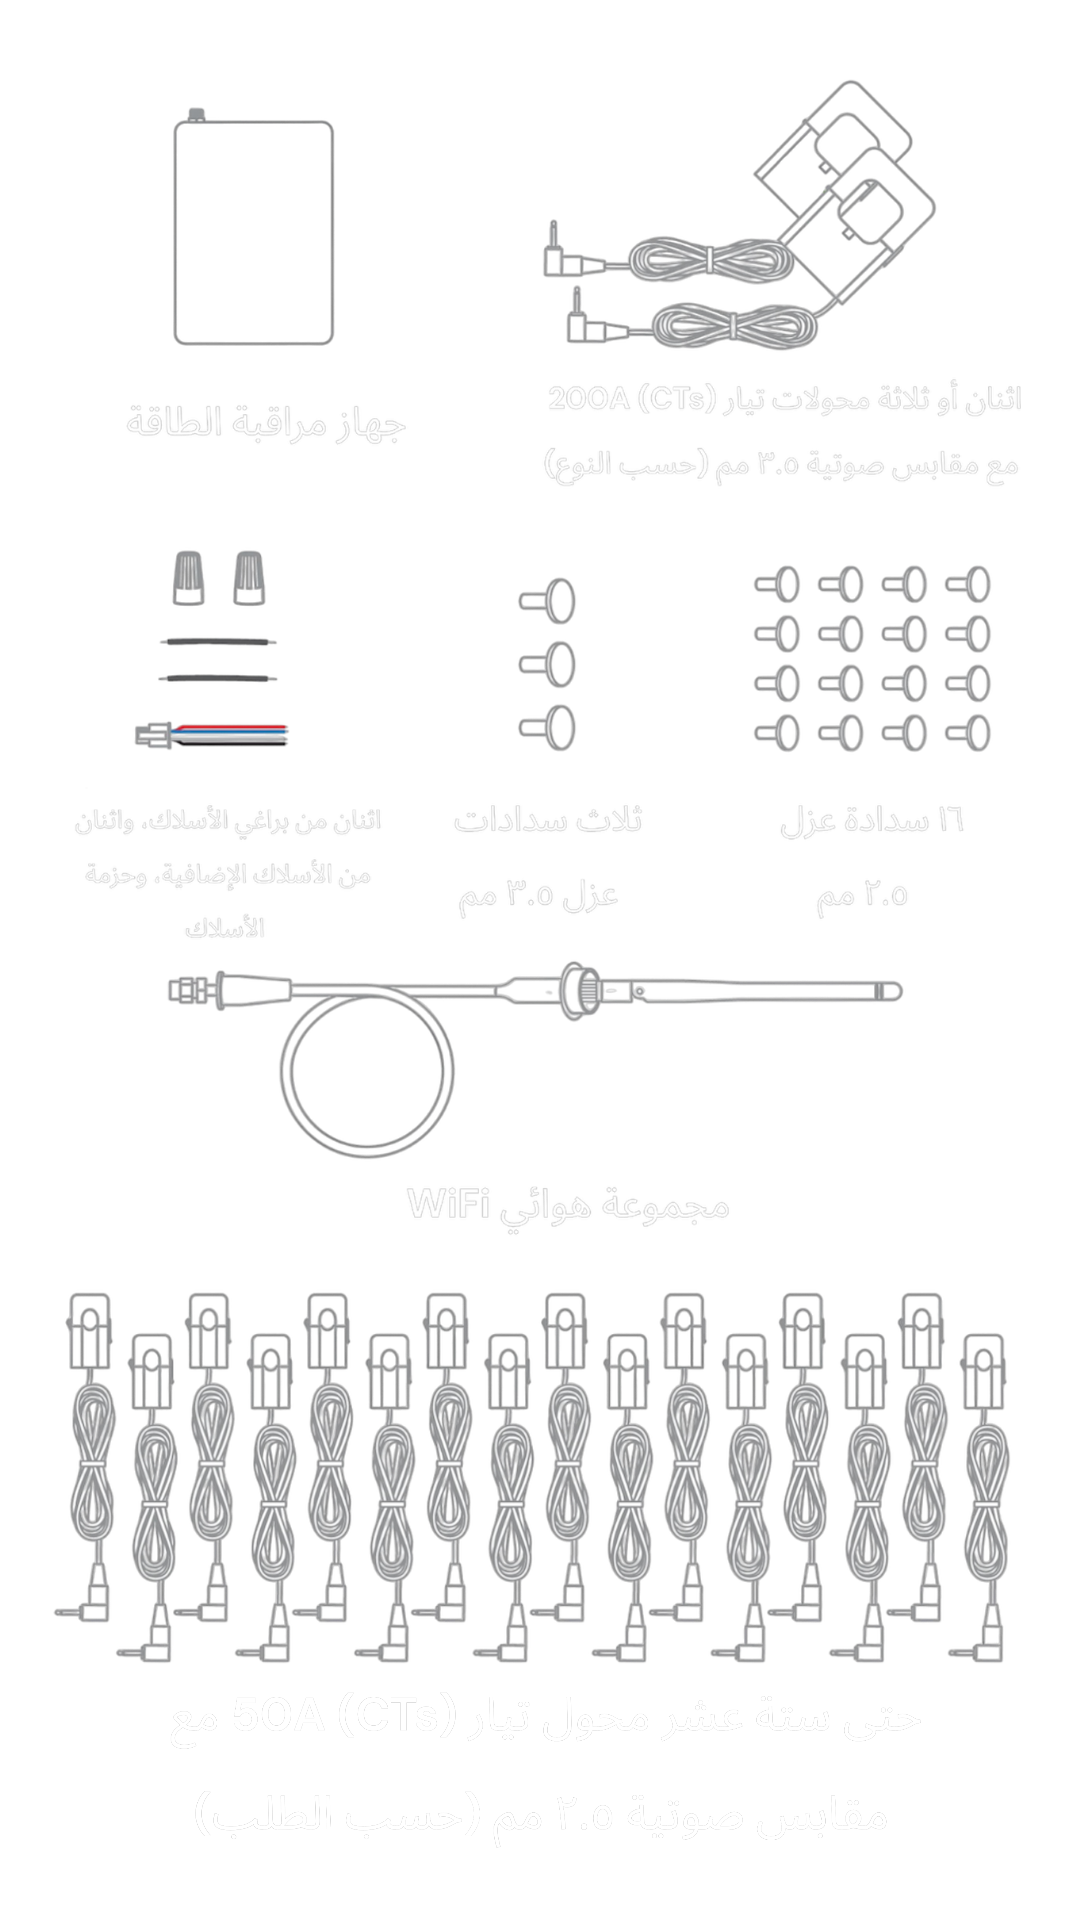 جهاز مراقبة الطاقة
اثنان أو ثلاثة محولات تيار 200A (CTs)
مع مقابس صوتية ٣.٥ مم (حسب النوع)
اثنان من براغي الأسلاك، واثنان
من الأسلاك الإضافية، وحزمة
الأسلاك
ثلاث سدادات
عزل ٣.٥ مم
١٦ سدادة عزل
٢.٥ مم
مجموعة هوائي WiFi
حتى ستة عشر محول تيار 50A (CTs) مع
مقابس صوتية ٢.٥ مم (حسب الطلب)